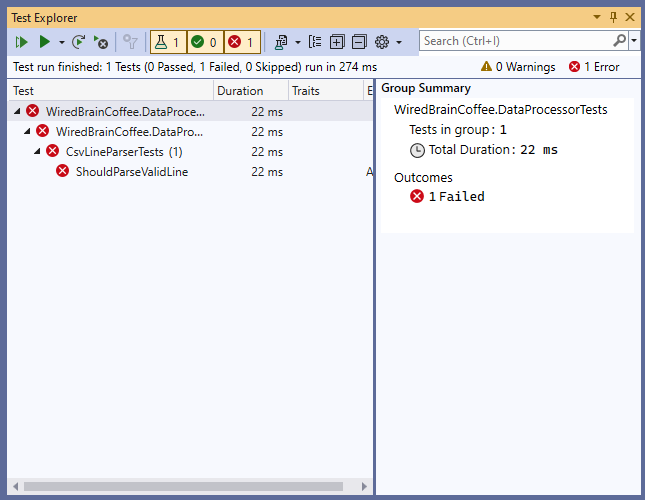 Test Explorer
1 0 1 Search (Ctrl+I)
Test run finished: 1 Tests (0 Passed, 1 Failed, 0 Skipped) run in 274 ms 0 Warnings 1 Error
Test Duration Traits E
WiredBrainCoffee.DataProce... 22 ms
WiredBrainCoffee.DataPro... 22 ms
CsvLineParserTests (1) 22 ms
ShouldParseValidLine 22 ms A
Group Summary
WiredBrainCoffee.DataProcessorTests
Tests in group: 1
Total Duration: 22 ms
Outcomes
1 Failed